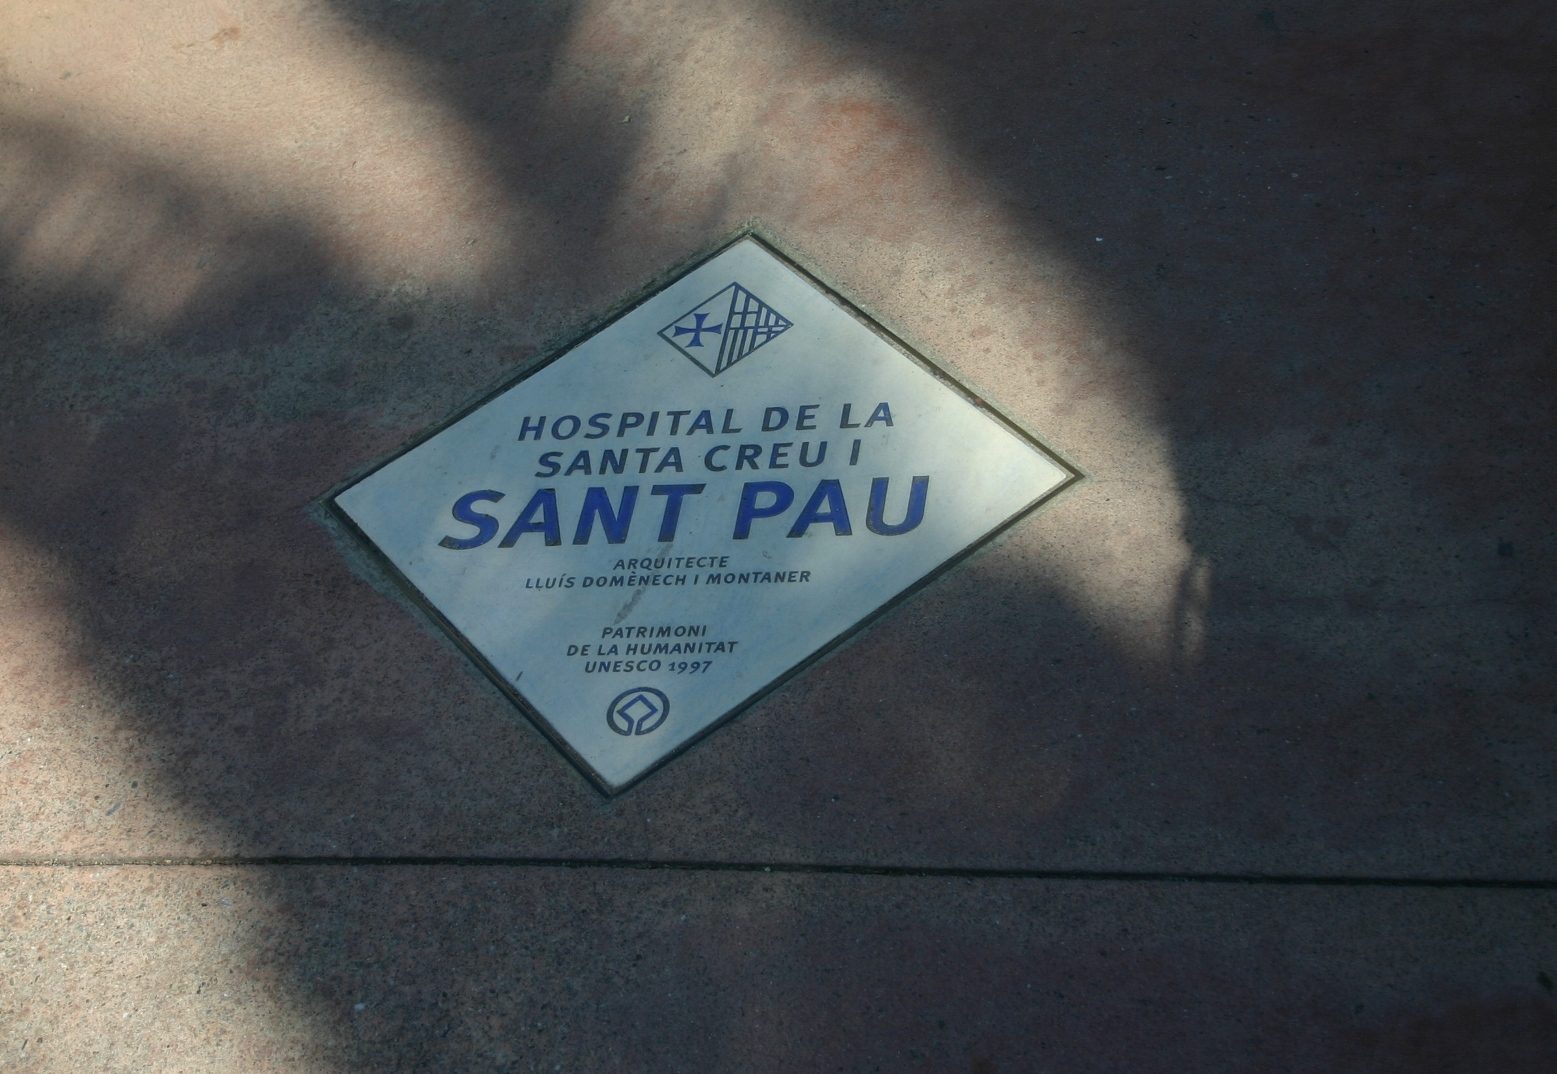 HOSPITAL DE LA
SANTA CREU I
SANT PAU
ARQUITECTE
LLUÍS DOMÈNECH I MONTANER
PATRIMONI
DE LA HUMANITAT
UNESCO 1997